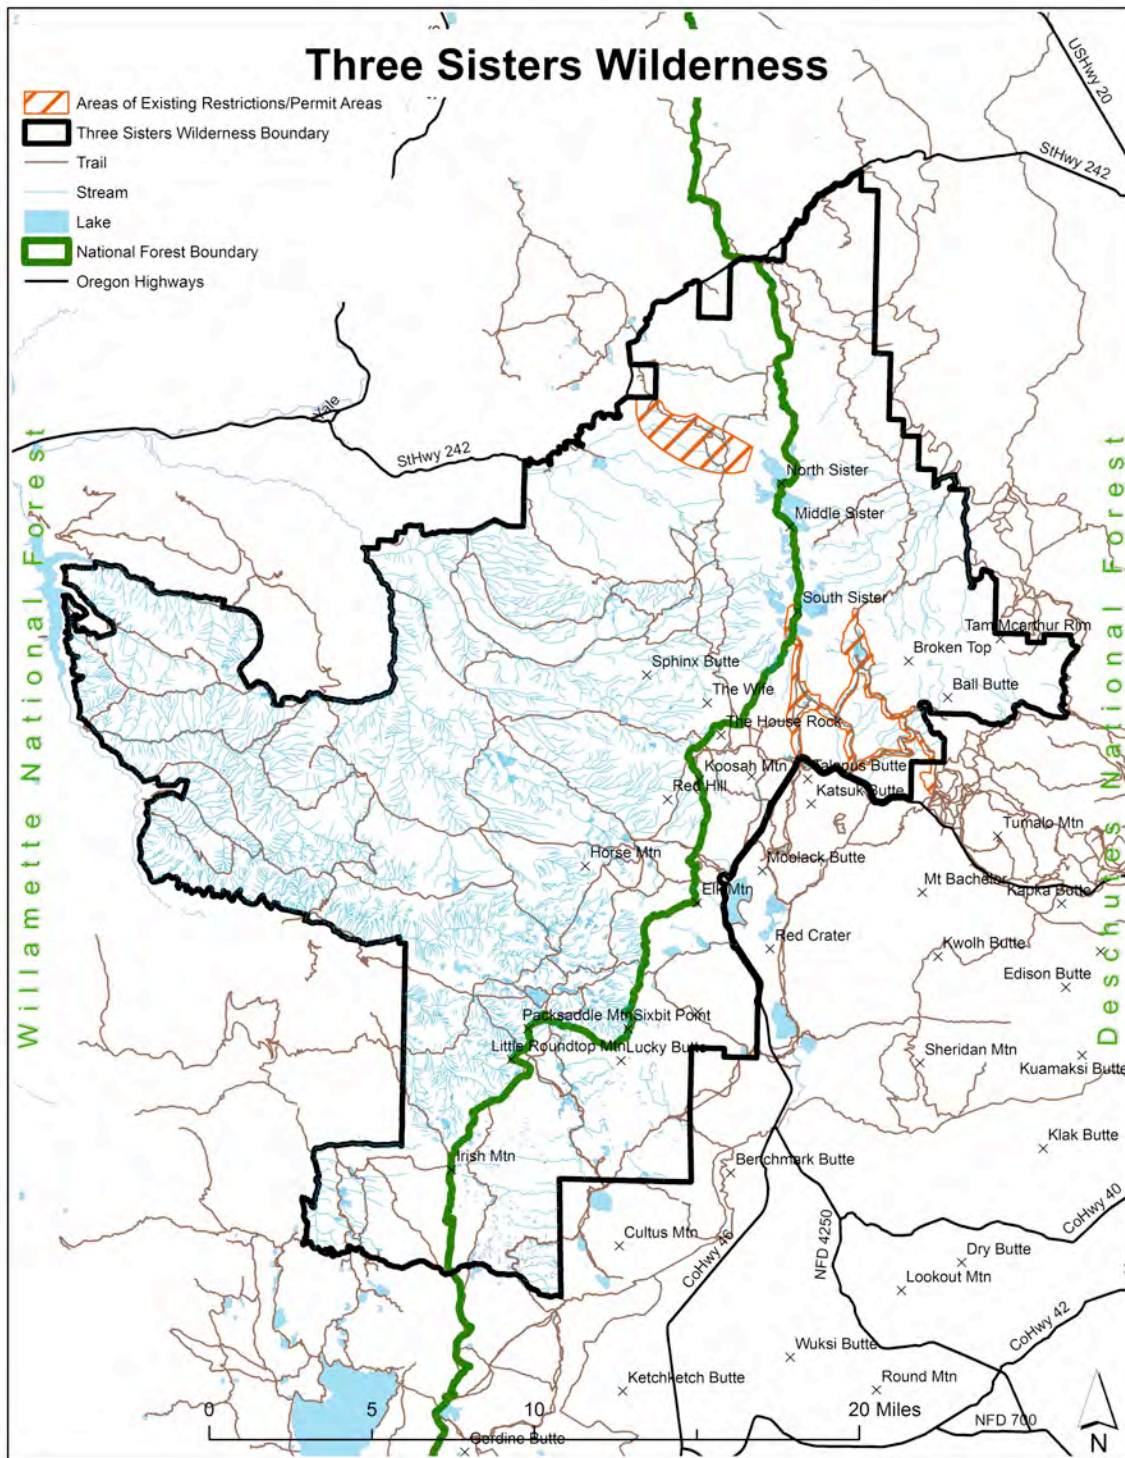 Three Sisters Wilderness
Areas of Existing Restrictions/Permit Areas
Three Sisters Wilderness Boundary
Trail
Stream
Lake
National Forest Boundary
Oregon Highways
USHwy 20
StHwy 242
Yale
StHwy 242
Willamette National Forest
Deschutes National Forest
North Sister
Middle Sister
South Sister
Tam Mcarthur Rim
Broken Top
Sphinx Butte
Ball Butte
The Wife
The House Rock
Koosah Mtn
Talapus Butte
Red Hill
Katsuk Butte
Tumalo Mtn
Horse Mtn
Moolack Butte
Elk Mtn
Mt Bachelor
Kapka Butte
Red Crater
Kwolh Butte
Edison Butte
Packsaddle Mtn
Sixbit Point
Little Roundtop Mtn
Lucky Butte
Sheridan Mtn
Kuamaksi Butte
Klak Butte
Irish Mtn
Benchmark Butte
CoHwy 40
Cultus Mtn
CoHwy 46
NFD 4250
Dry Butte
Lookout Mtn
CoHwy 42
Wuksi Butte
Ketchketch Butte
Round Mtn
0 5 10 20 Miles
NFD 700
Gerdine Butte
N